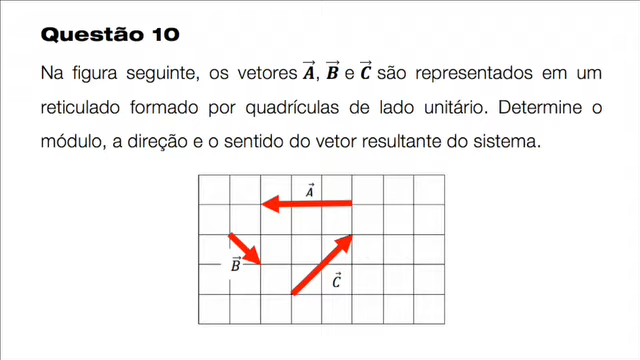 Questão 10
Na figura seguinte, os vetores A⃗, B⃗ e C⃗ são representados em um
reticulado formado por quadrículas de lado unitário. Determine o
módulo, a direção e o sentido do vetor resultante do sistema.
A⃗
B⃗
C⃗